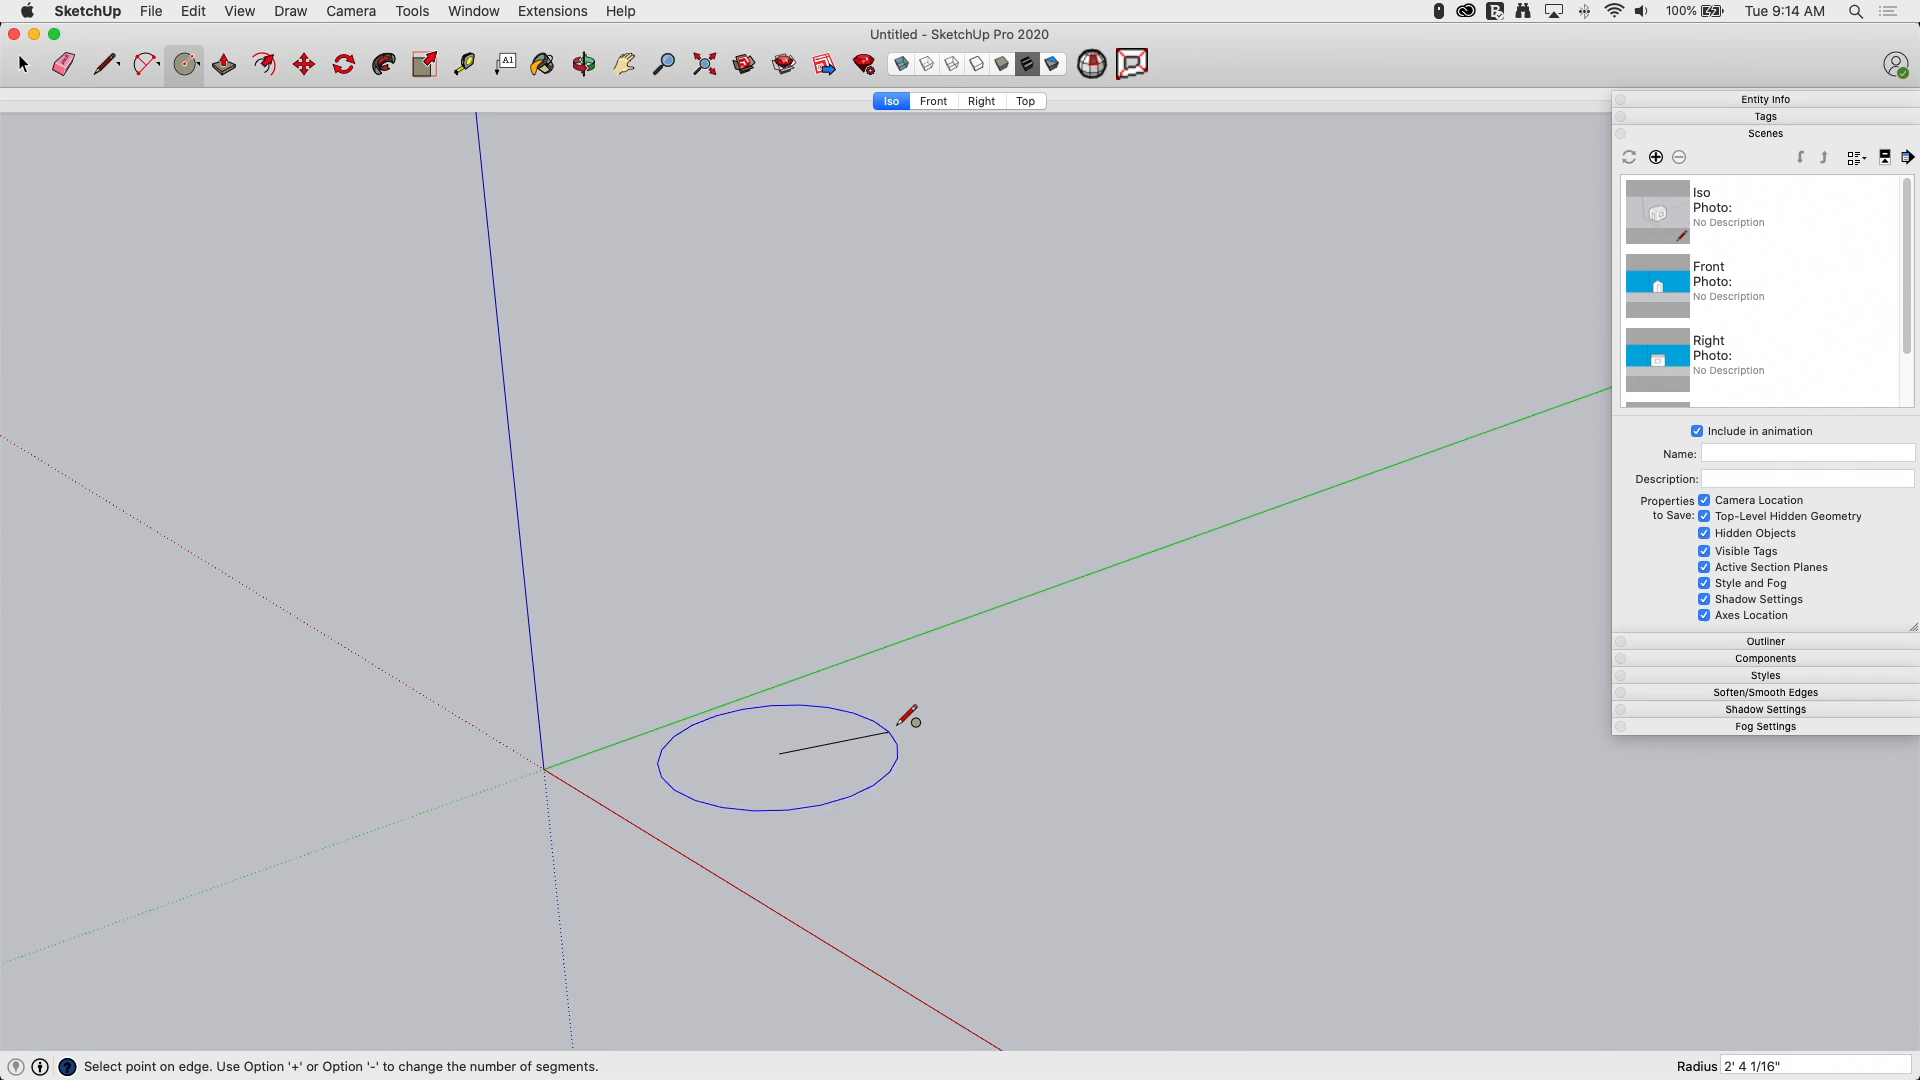 SketchUp File Edit View Draw Camera Tools Window Extensions Help 100% Tue 9:14 AM
Untitled - SketchUp Pro 2020
A1
Iso Front Right Top
Entity Info
Tags
Scenes
Iso
Photo:
No Description
Front
Photo:
No Description
Right
Photo:
No Description
Include in animation
Name:
Description:
Properties to Save:
Camera Location
Top-Level Hidden Geometry
Hidden Objects
Visible Tags
Active Section Planes
Style and Fog
Shadow Settings
Axes Location
Outliner
Components
Styles
Soften/Smooth Edges
Shadow Settings
Fog Settings
Select point on edge. Use Option '+' or Option '-' to change the number of segments. Radius 2' 4 1/16"